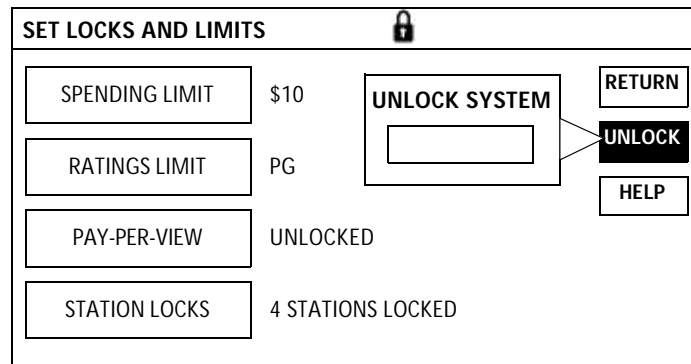 SET LOCKS AND LIMITS
SPENDING LIMIT $10
RATINGS LIMIT PG
PAY-PER-VIEW UNLOCKED
STATION LOCKS 4 STATIONS LOCKED
UNLOCK SYSTEM
RETURN
UNLOCK
HELP